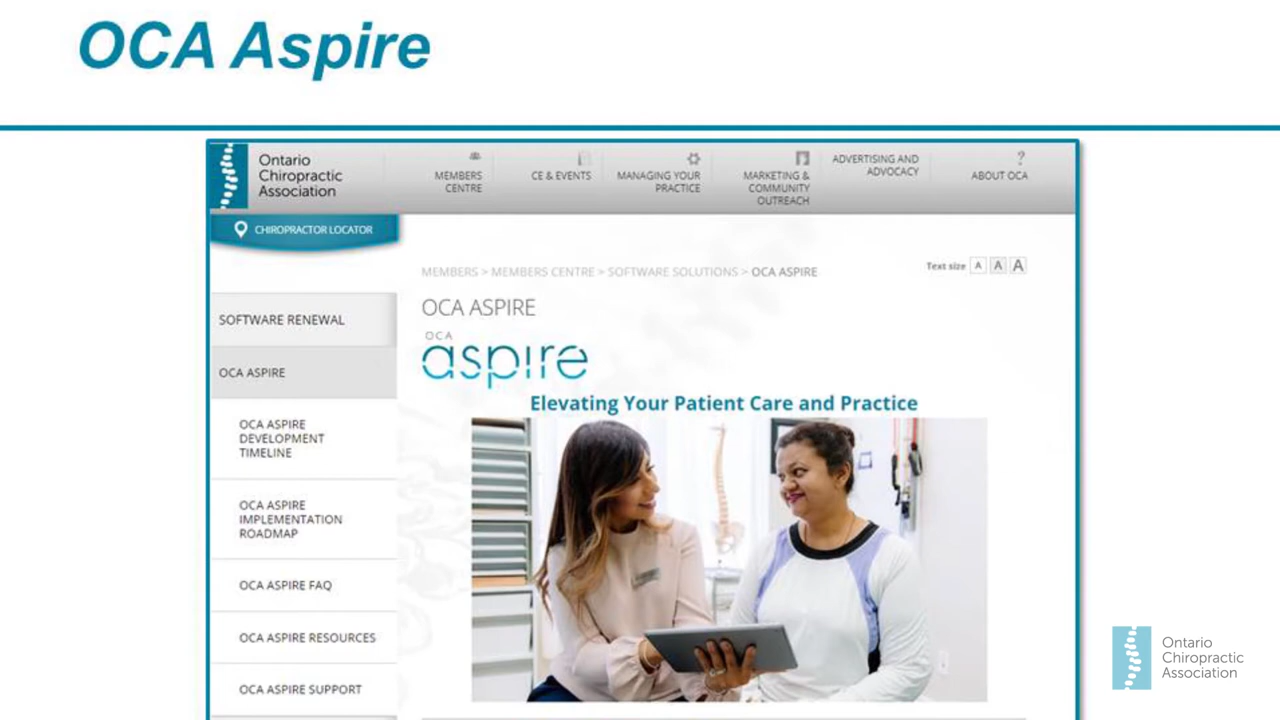 OCA Aspire
Ontario
Chiropractic
Association
MEMBERS
CENTRE
CE & EVENTS
MANAGING YOUR
PRACTICE
MARKETING &
COMMUNITY
OUTREACH
ADVERTISING AND
ADVOCACY
?
ABOUT OCA
CHIROPRACTOR LOCATOR
MEMBERS > MEMBERS CENTRE > SOFTWARE SOLUTIONS > OCA ASPIRE
Text size A A A
SOFTWARE RENEWAL
OCA ASPIRE
OCA ASPIRE
DEVELOPMENT
TIMELINE
OCA ASPIRE
IMPLEMENTATION
ROADMAP
OCA ASPIRE FAQ
OCA ASPIRE RESOURCES
OCA ASPIRE SUPPORT
OCA ASPIRE
OCA
aspire
Elevating Your Patient Care and Practice
Ontario
Chiropractic
Association